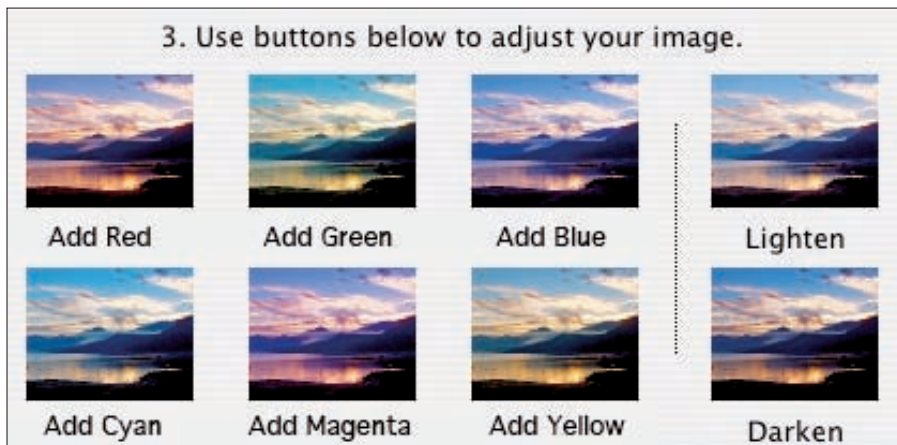 3. Use buttons below to adjust your image.
Add Red
Add Green
Add Blue
Lighten
Add Cyan
Add Magenta
Add Yellow
Darken